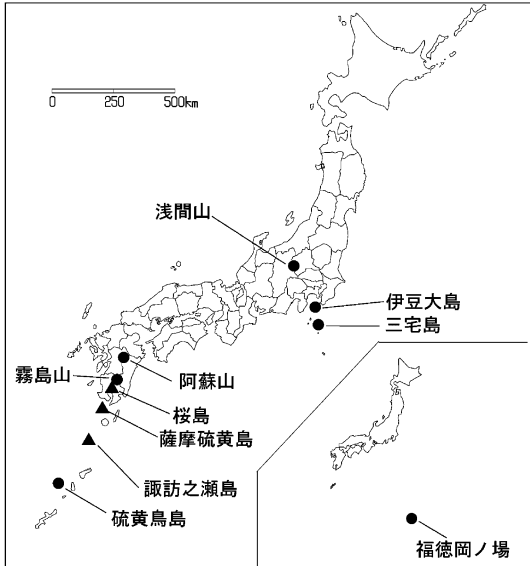 0 250 500km
浅間山
伊豆大島
三宅島
霧島山
阿蘇山
桜島
薩摩硫黄島
諏訪之瀬島
硫黄鳥島
福徳岡ノ場